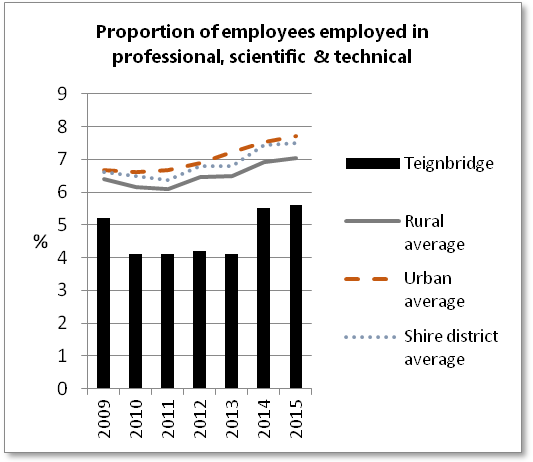 Proportion of employees employed in
professional, scientific & technical
9
8
7
6
5
4
3
2
1
0
%
2009
2010
2011
2012
2013
2014
2015
Teignbridge
Rural
average
Urban
average
Shire district
average